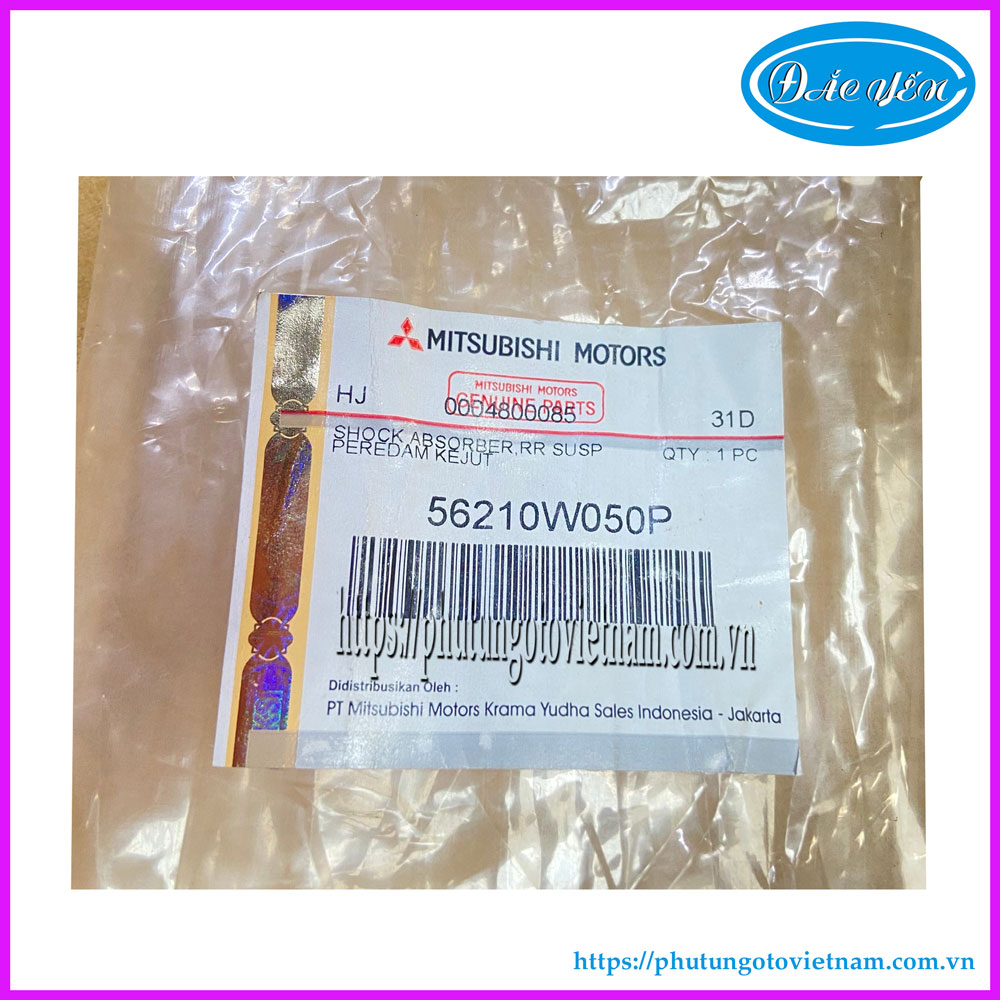 ĐẮC YẾN
MITSUBISHI MOTORS
MITSUBISHI MOTORS
GENUINE PARTS
HJ 0004800085 31D
SHOCK ABSORBER,RR SUSP QTY : 1 PC
PEREDAM KEJUT
56210W050P
https://phutungotovietnam.com.vn
Didistribusikan Oleh :
PT Mitsubishi Motors Krama Yudha Sales Indonesia - Jakarta
https://phutungotovietnam.com.vn